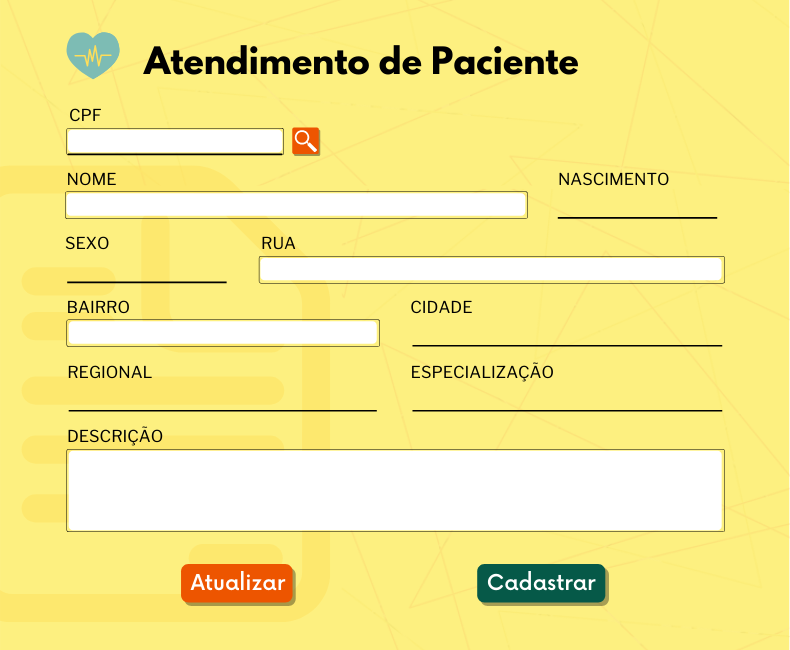 Atendimento de Paciente
CPF
NOME
NASCIMENTO
SEXO
RUA
BAIRRO
CIDADE
REGIONAL
ESPECIALIZAÇÃO
DESCRIÇÃO
Atualizar
Cadastrar